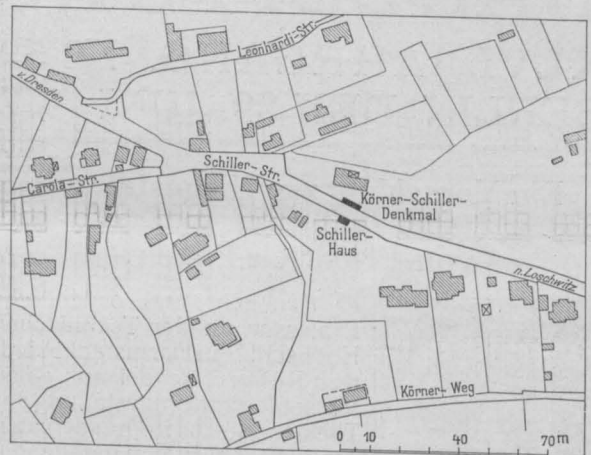 Leonhardi-Str.
v. Dresden
Schiller-Str.
Carola-Str.
Körner-Schiller-
Denkmal
Schiller-
Haus
n. Loschwitz
Körner-Weg
0 10 40 70 m